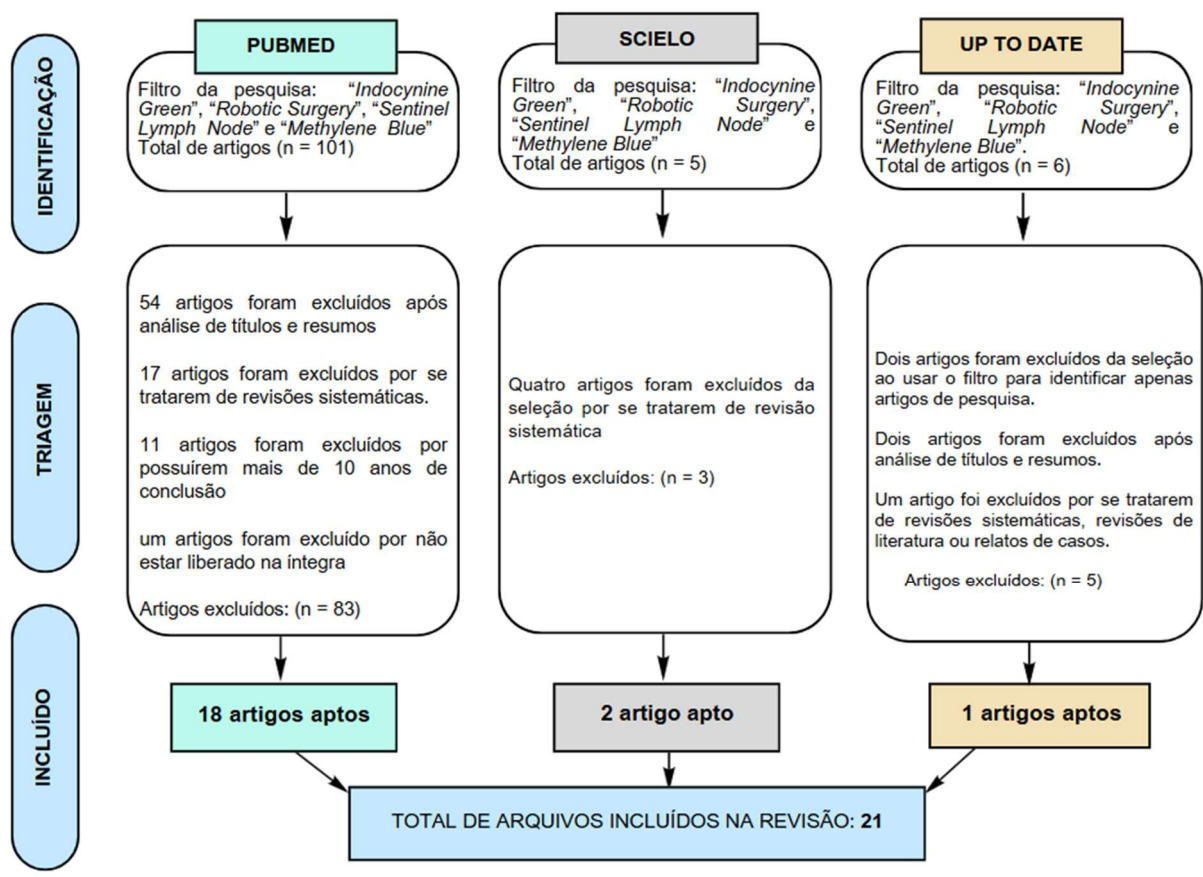 IDENTIFICAÇÃO
PUBMED
Filtro da pesquisa: “Indocynine
Green”, “Robotic Surgery”, “Sentinel
Lymph Node” e “Methylene Blue”
Total de artigos (n = 101)
SCIELO
Filtro da pesquisa: “Indocynine
Green”, “Robotic Surgery”,
“Sentinel Lymph Node” e
“Methylene Blue”
Total de artigos (n = 5)
UP TO DATE
Filtro da pesquisa: “Indocynine
Green”, “Robotic Surgery”,
“Sentinel Lymph Node” e
“Methylene Blue”.
Total de artigos (n = 6)
TRIAGEM
54 artigos foram excluídos após
análise de títulos e resumos
17 artigos foram excluídos por se
tratarem de revisões sistemáticas.
11 artigos foram excluídos por
possuírem mais de 10 anos de
conclusão
um artigos foram excluído por não
estar liberado na íntegra
Artigos excluídos: (n = 83)
Quatro artigos foram excluídos da
seleção por se tratarem de revisão
sistemática
Artigos excluídos: (n = 3)
Dois artigos foram excluídos da seleção
ao usar o filtro para identificar apenas
artigos de pesquisa.
Dois artigos foram excluídos após
análise de títulos e resumos.
Um artigo foi excluídos por se tratarem
de revisões sistemáticas, revisões de
literatura ou relatos de casos.
Artigos excluídos: (n = 5)
INCLUÍDO
18 artigos aptos
2 artigo apto
1 artigos aptos
TOTAL DE ARQUIVOS INCLUÍDOS NA REVISÃO: 21